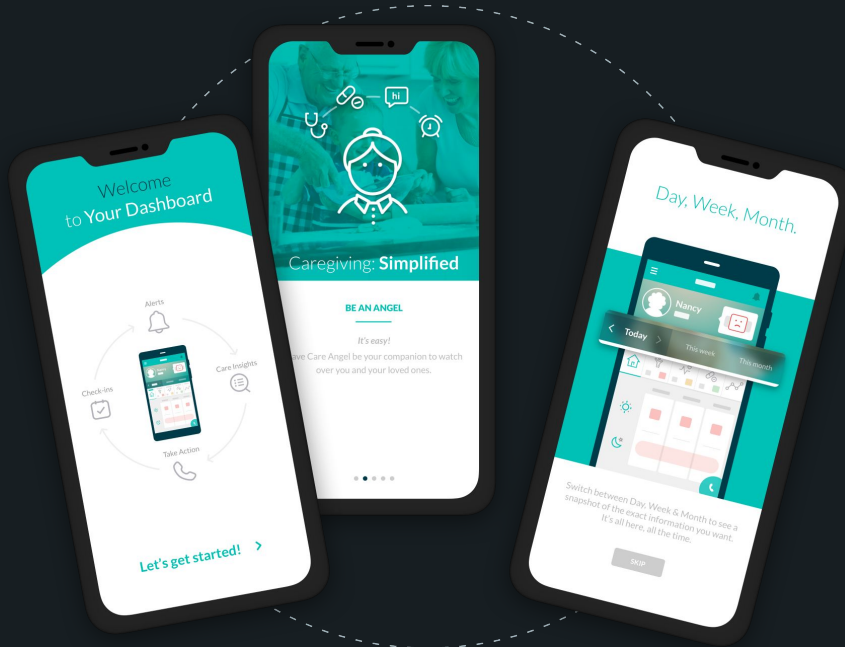 Welcome
to Your Dashboard
Alerts
Check-ins
Care Insights
Take Action
Let's get started!
hi
Caregiving: Simplified
BE AN ANGEL
It's easy!
ave Care Angel be your companion to watch
over you and your loved ones.
Day, Week, Month.
Nancy
Today
This week
This month
Switch between Day, Week & Month to see a
snapshot of the exact information you want.
It's all here, all the time.
SKIP